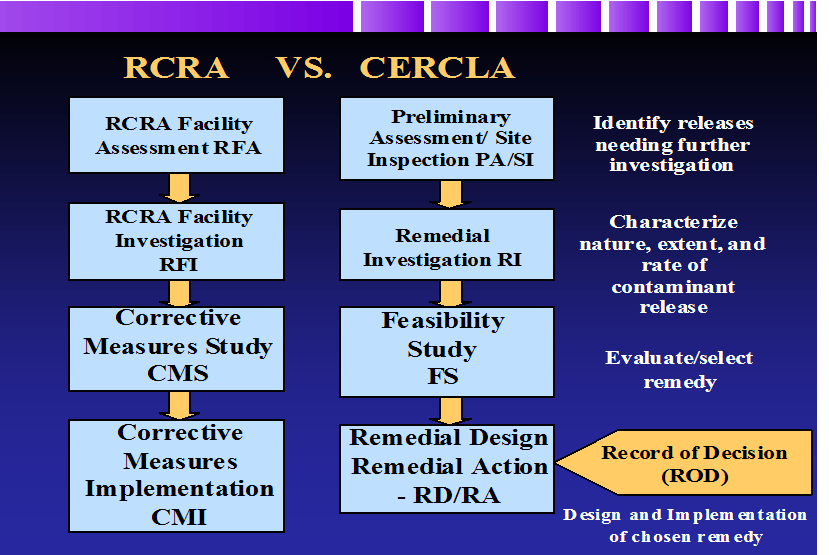 RCRA VS. CERCLA
RCRA Facility
Assessment RFA
Preliminary
Assessment/ Site
Inspection PA/SI
Identify releases
needing further
investigation
RCRA Facility
Investigation
RFI
Remedial
Investigation RI
Characterize
nature, extent, and
rate of
contaminant
release
Corrective
Measures Study
CMS
Feasibility
Study
FS
Evaluate/select
remedy
Corrective
Measures
Implementation
CMI
Remedial Design
Remedial Action
- RD/RA
Record of Decision
(ROD)
Design and Implementation
of chosen remedy